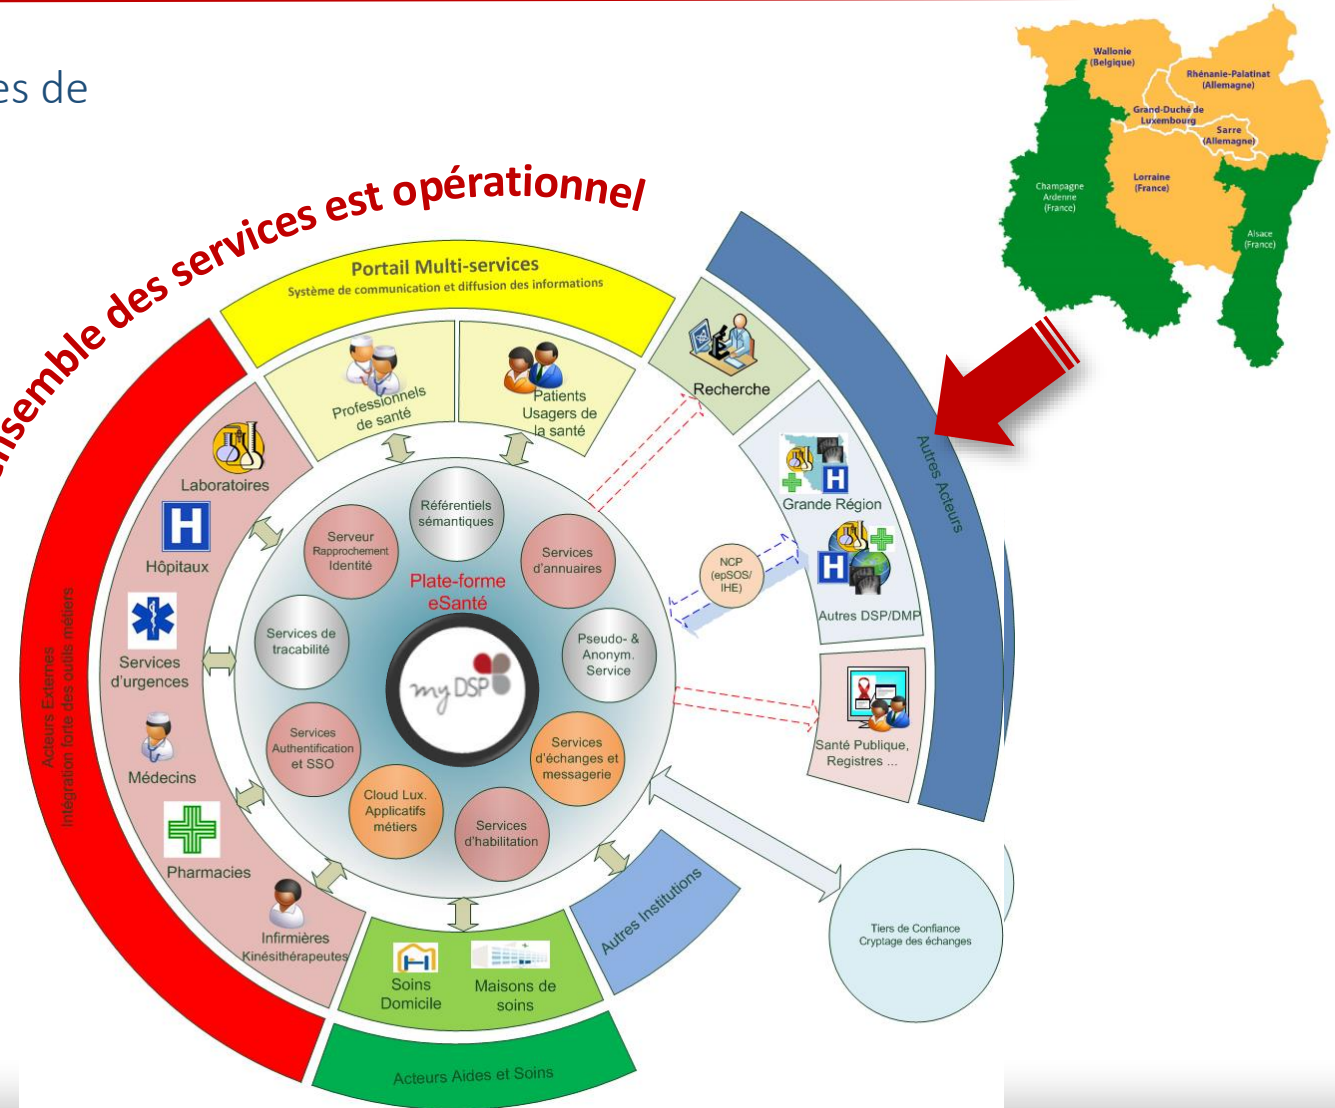 es de
Wallonie
(Belgique)
Rhénanie-Palatinat
(Allemagne)
Grand-Duché de
Luxembourg
Sarre
(Allemagne)
Lorraine
(France)
Champagne
Ardenne
(France)
Alsace
(France)
nsemble des services est opérationnel
Portail Multi-services
Système de communication et diffusion des informations
Professionnels
de santé
Patients
Usagers de
la santé
Recherche
Grande Région
Autres DSP/DMP
Autres Acteurs
Santé Publique,
Registres ...
NCP
(epSOS/
IHE)
Laboratoires
Hôpitaux
Services
d'urgences
Médecins
Pharmacies
Infirmières
Kinésithérapeutes
Acteurs Externes
Intégration forte des outils métiers
Référentiels
sémantiques
Serveur
Rapprochement
Identité
Services
d'annuaires
Plate-forme
eSanté
my DSP
Services de
tracabilité
Pseudo- &
Anonym.
Service
Services
Authentification
et SSO
Services
d'échanges et
messagerie
Cloud Lux.
Applicatifs
métiers
Services
d'habilitation
Soins
Domicile
Maisons de
soins
Autres Institutions
Acteurs Aides et Soins
Tiers de Confiance
Cryptage des échanges
H
H
H